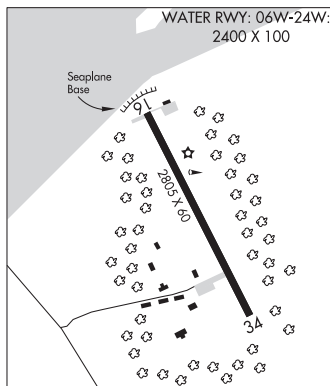 WATER RWY: 06W-24W:
2400 X 100
Seaplane
Base
16
2805 X 60
34